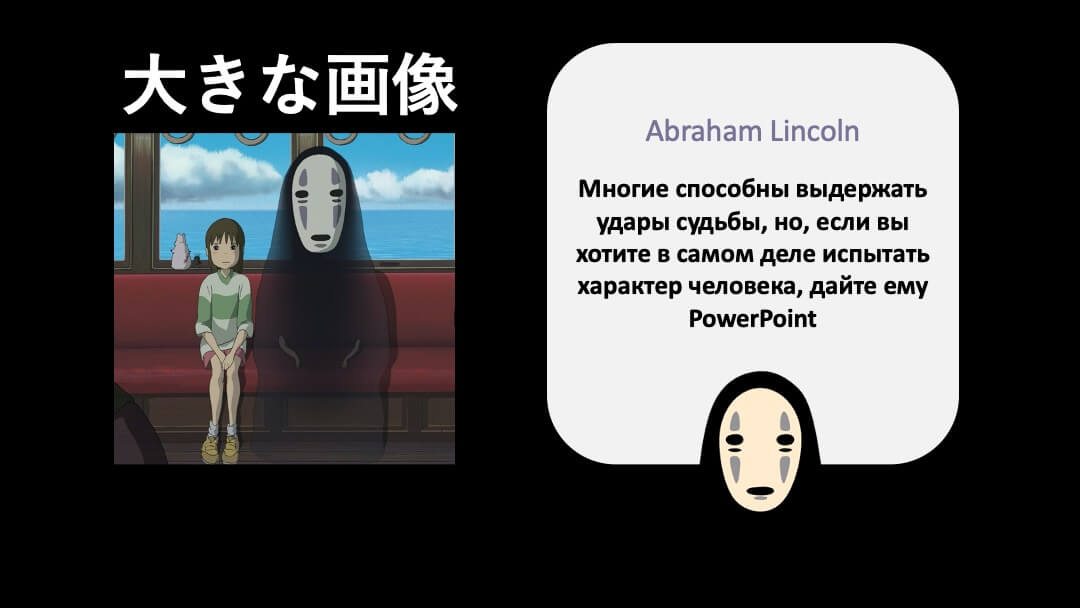 大きな画像
Abraham Lincoln
Многие способны выдержать
удары судьбы, но, если вы
хотите в самом деле испытать
характер человека, дайте ему
PowerPoint